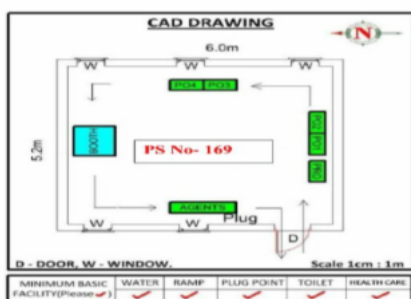 CAD DRAWING
6.0m
N
W W W
PO4 PO3
5.2m
BOOTH
PO2 PO1
PS No- 169
PRO
AGENTS
Plug
W W
D
D - DOOR, W - WINDOW. Scale 1cm : 1m
MINIMUM BASIC FACILITY(Please✓) WATER RAMP PLUG POINT TOILET HEALTH CARE
✓ ✓ ✓ ✓ ✓